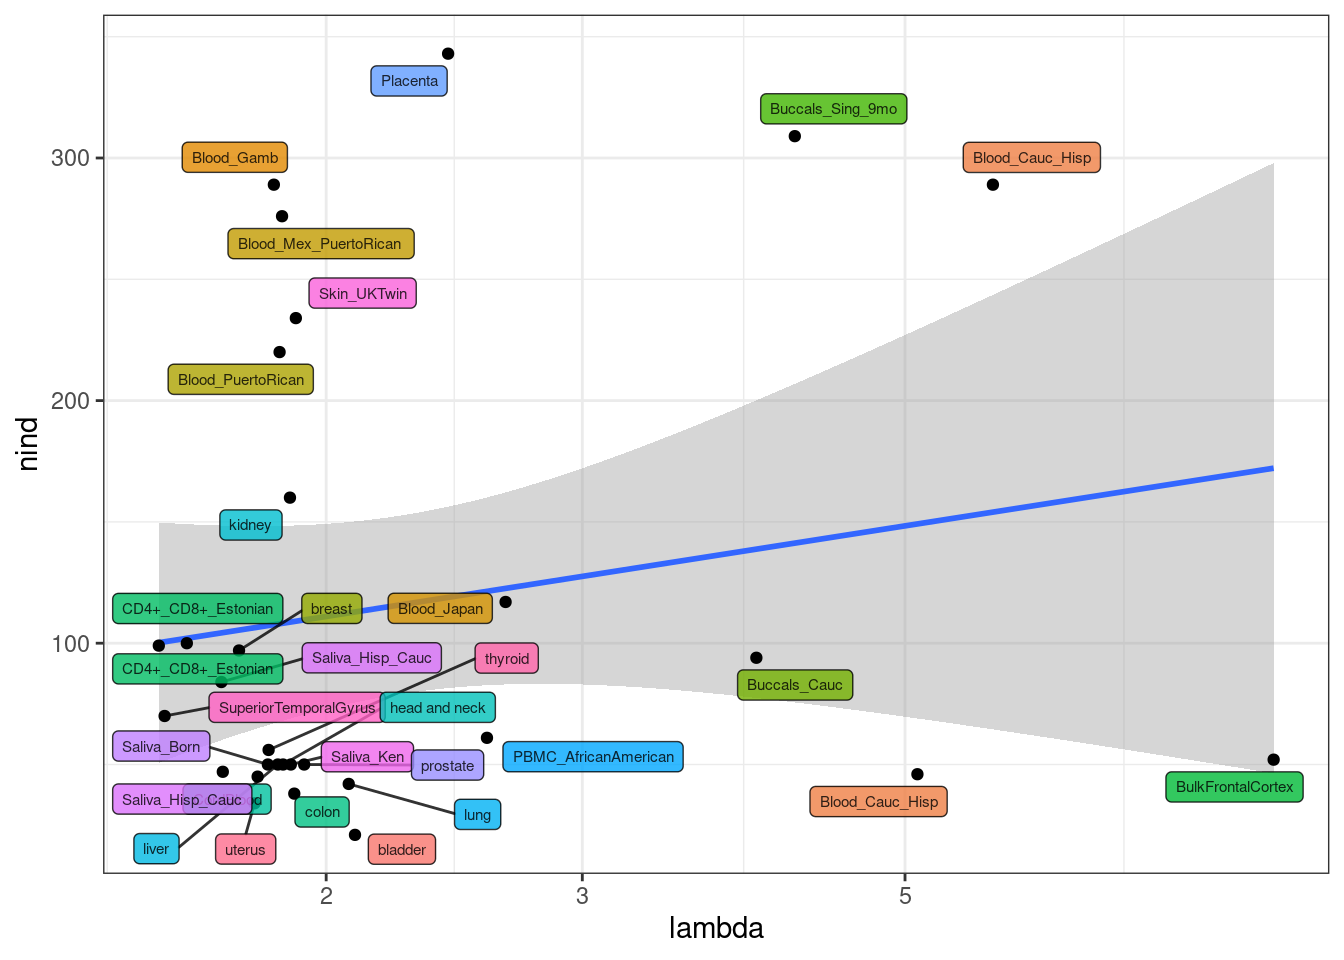 Placenta
Buccals_Sing_9mo
300
Blood_Gamb
Blood_Cauc_Hisp
Blood_Mex_PuertoRican
Skin_UKTwin
Blood_PuertoRican
200
nind
kidney
CD4+_CD8+_Estonian
breast
Blood_Japan
100
CD4+_CD8+_Estonian
Saliva_Hisp_Cauc
thyroid
Buccals_Cauc
SuperiorTemporalGyrus
head and neck
Saliva_Born
Saliva_Ken
prostate
PBMC_AfricanAmerican
BulkFrontalCortex
Saliva_Hisp_Cauc
colon
lung
Blood_Cauc_Hisp
liver
uterus
bladder
2
3
5
lambda